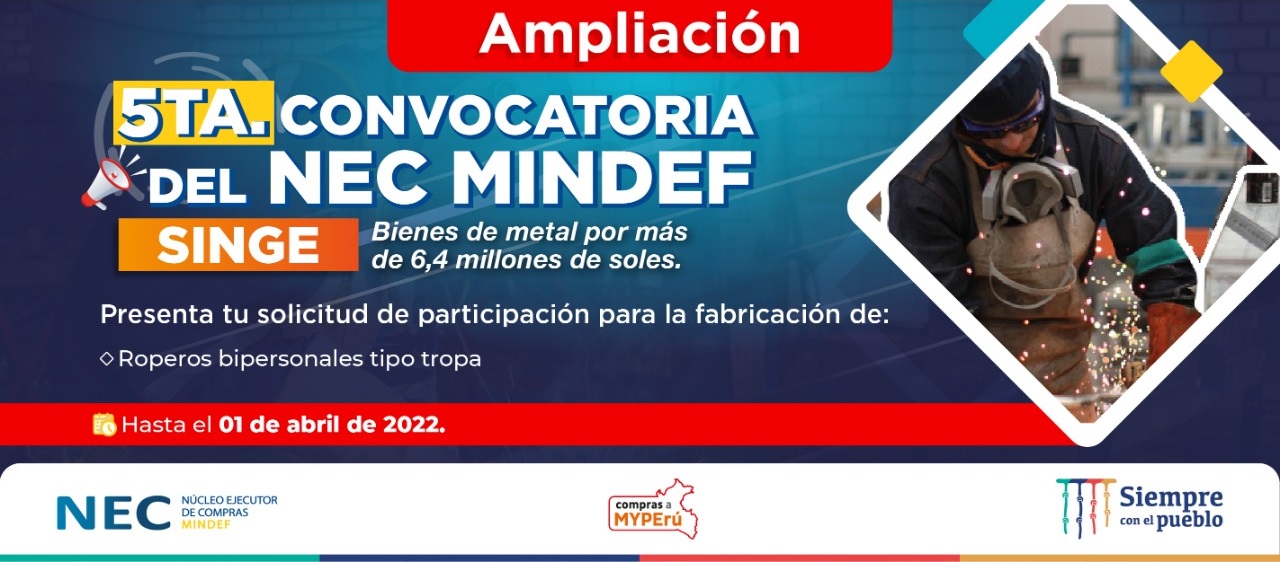 Ampliación
5TA. CONVOCATORIA
DEL NEC MINDEF
SINGE
Bienes de metal por más
de 6,4 millones de soles.
Presenta tu solicitud de participación para la fabricación de:
Roperos bipersonales tipo tropa
Hasta el 01 de abril de 2022.
NEC
NÚCLEO EJECUTOR
DE COMPRAS
MINDEF
compras a
MYPErú
Siempre
con el pueblo